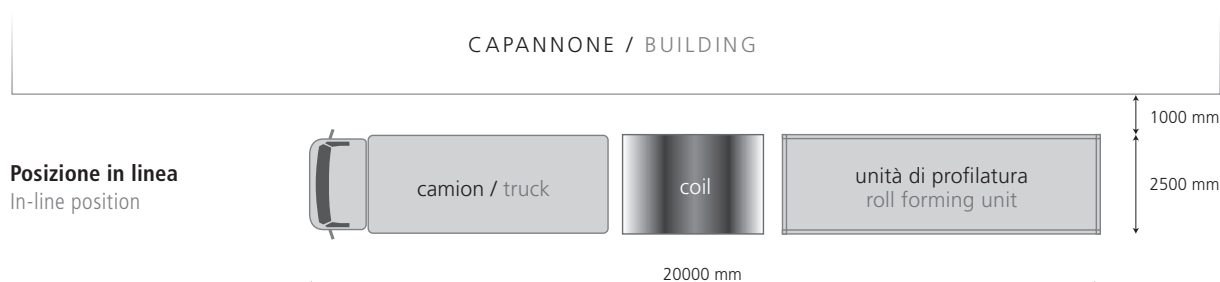 CAPANNONE / BUILDING
1000 mm
Posizione in linea
In-line position
camion / truck
coil
unità di profilatura
roll forming unit
2500 mm
20000 mm